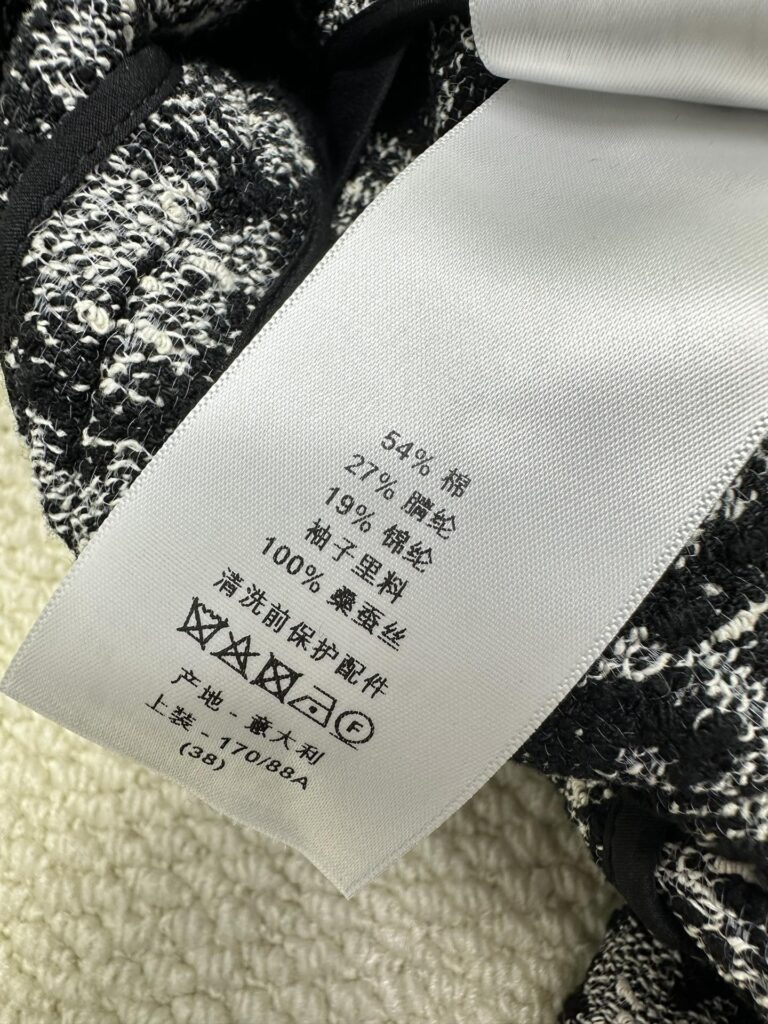 54% 棉
27% 腈纶
19% 锦纶
袖子里料
100% 桑蚕丝
清洗前保护配件
F
产地 - 意大利
上装 - 170/88A
(38)